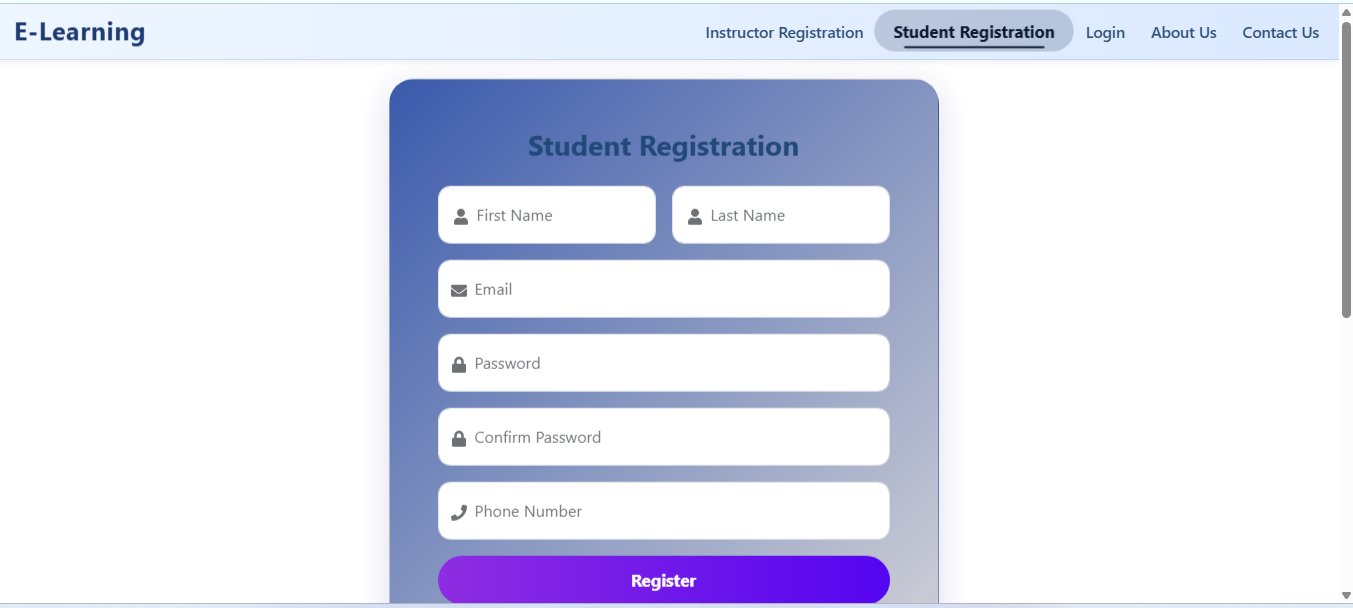 E-Learning
Instructor Registration
Student Registration
Login
About Us
Contact Us
Student Registration
First Name
Last Name
Email
Password
Confirm Password
Phone Number
Register